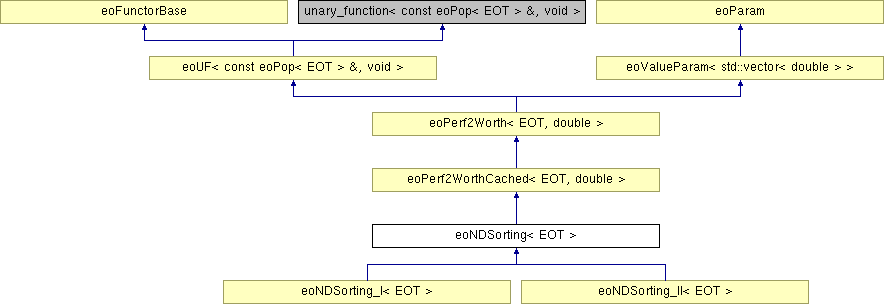 eoFunctorBase
unary_function< const eoPop< EOT > &, void >
eoParam
eoUF< const eoPop< EOT > &, void >
eoValueParam< std::vector< double > >
eoPerf2Worth< EOT, double >
eoPerf2WorthCached< EOT, double >
eoNDSorting< EOT >
eoNDSorting_I< EOT >
eoNDSorting_II< EOT >